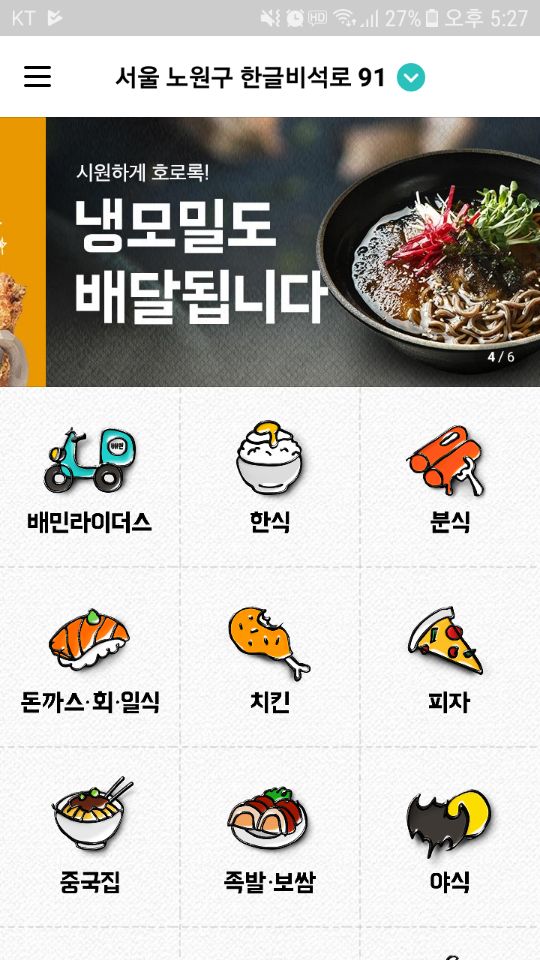 KT HD 27% 오후 5:27
서울 노원구 한글비석로 91
시원하게 호로록!
냉모밀도
배달됩니다
4 / 6
배민
배민라이더스 한식 분식
돈까스·회·일식 치킨 피자
중국집 족발·보쌈 야식